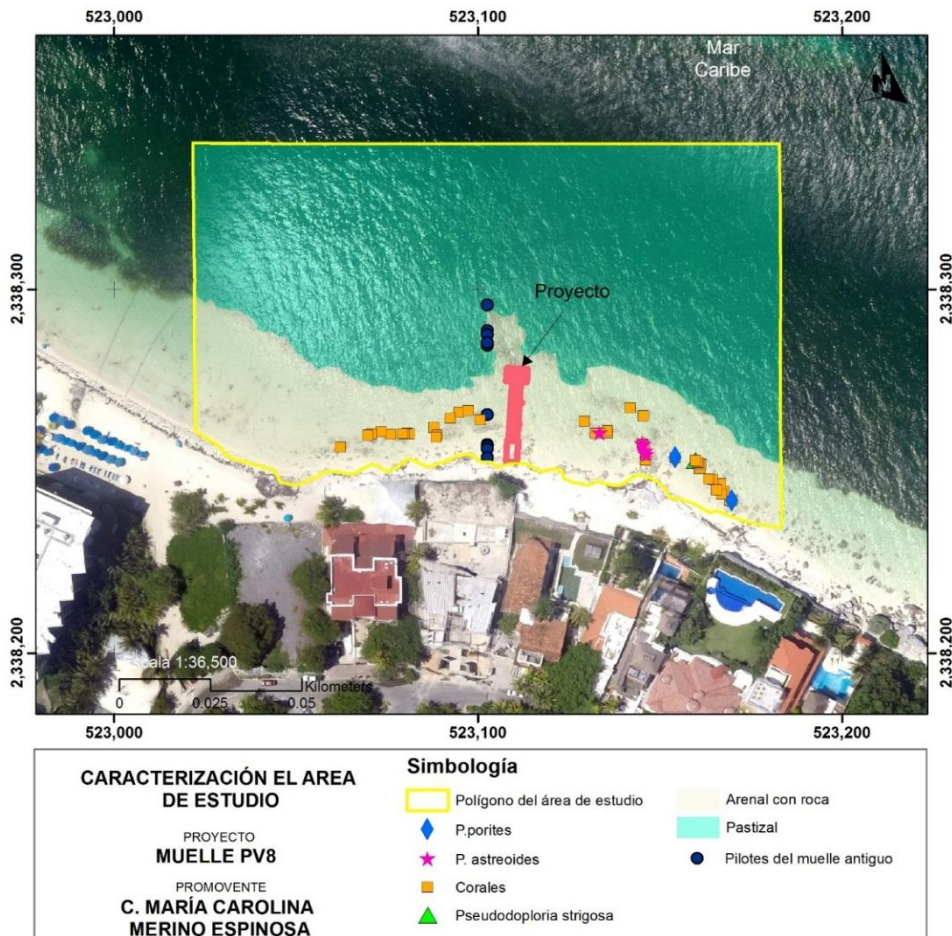 523,000 523,100 523,200
Mar
Caribe
N
2,338,300 2,338,300
Proyecto
2,338,200 2,338,200
Escala 1:36,500
Kilometers
0 0.025 0.05
523,000 523,100 523,200
CARACTERIZACIÓN EL AREA
DE ESTUDIO
PROYECTO
MUELLE PV8
PROMOVENTE
C. MARÍA CAROLINA
MERINO ESPINOSA
Simbología
Polígono del área de estudio
P.porites
P. astreoides
Corales
Pseudodoploria strigosa
Arenal con roca
Pastizal
Pilotes del muelle antiguo